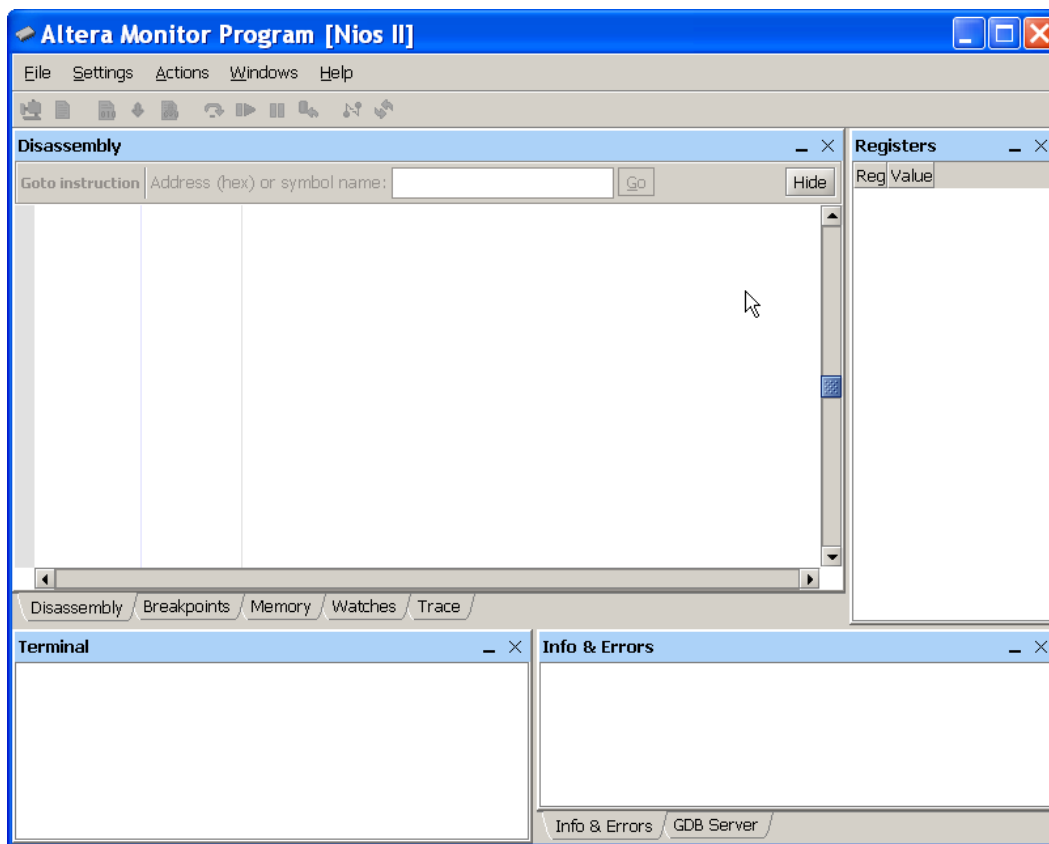 Altera Monitor Program [Nios II]
File Settings Actions Windows Help
Disassembly
Goto instruction Address (hex) or symbol name: Go Hide
Registers
Reg Value
Disassembly Breakpoints Memory Watches Trace
Terminal
Info & Errors
Info & Errors GDB Server